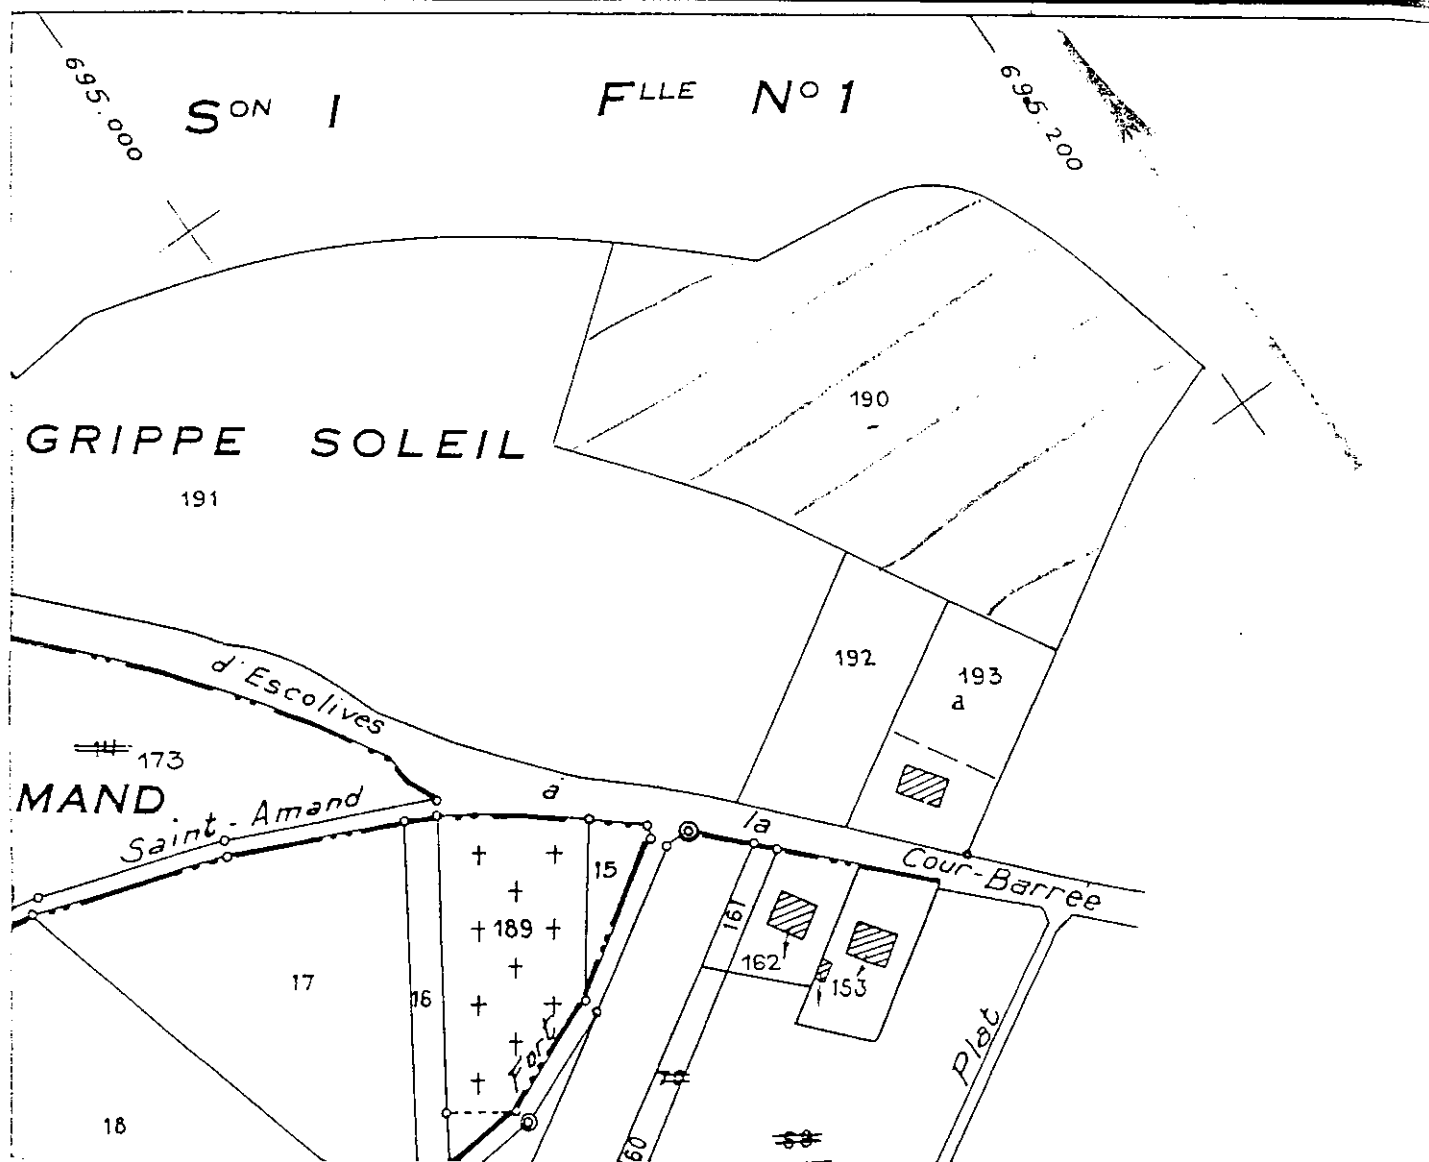 695.000
SON I
FLLE No 1
695.200
190
GRIPPE SOLEIL
191
192
193
a
d'Escolives
14 173
MAND
Saint-Amand
à
la
Cour-Barrée
15
189
161
162
153
17
16
Fort
Plat
18
60